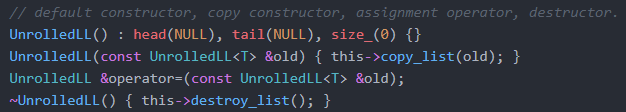 // default constructor, copy constructor, assignment operator, destructor.
UnrolledLL() : head(NULL), tail(NULL), size_(0) {}
UnrolledLL(const UnrolledLL<T> &old) { this->copy_list(old); }
UnrolledLL &operator=(const UnrolledLL<T> &old);
~UnrolledLL() { this->destroy_list(); }